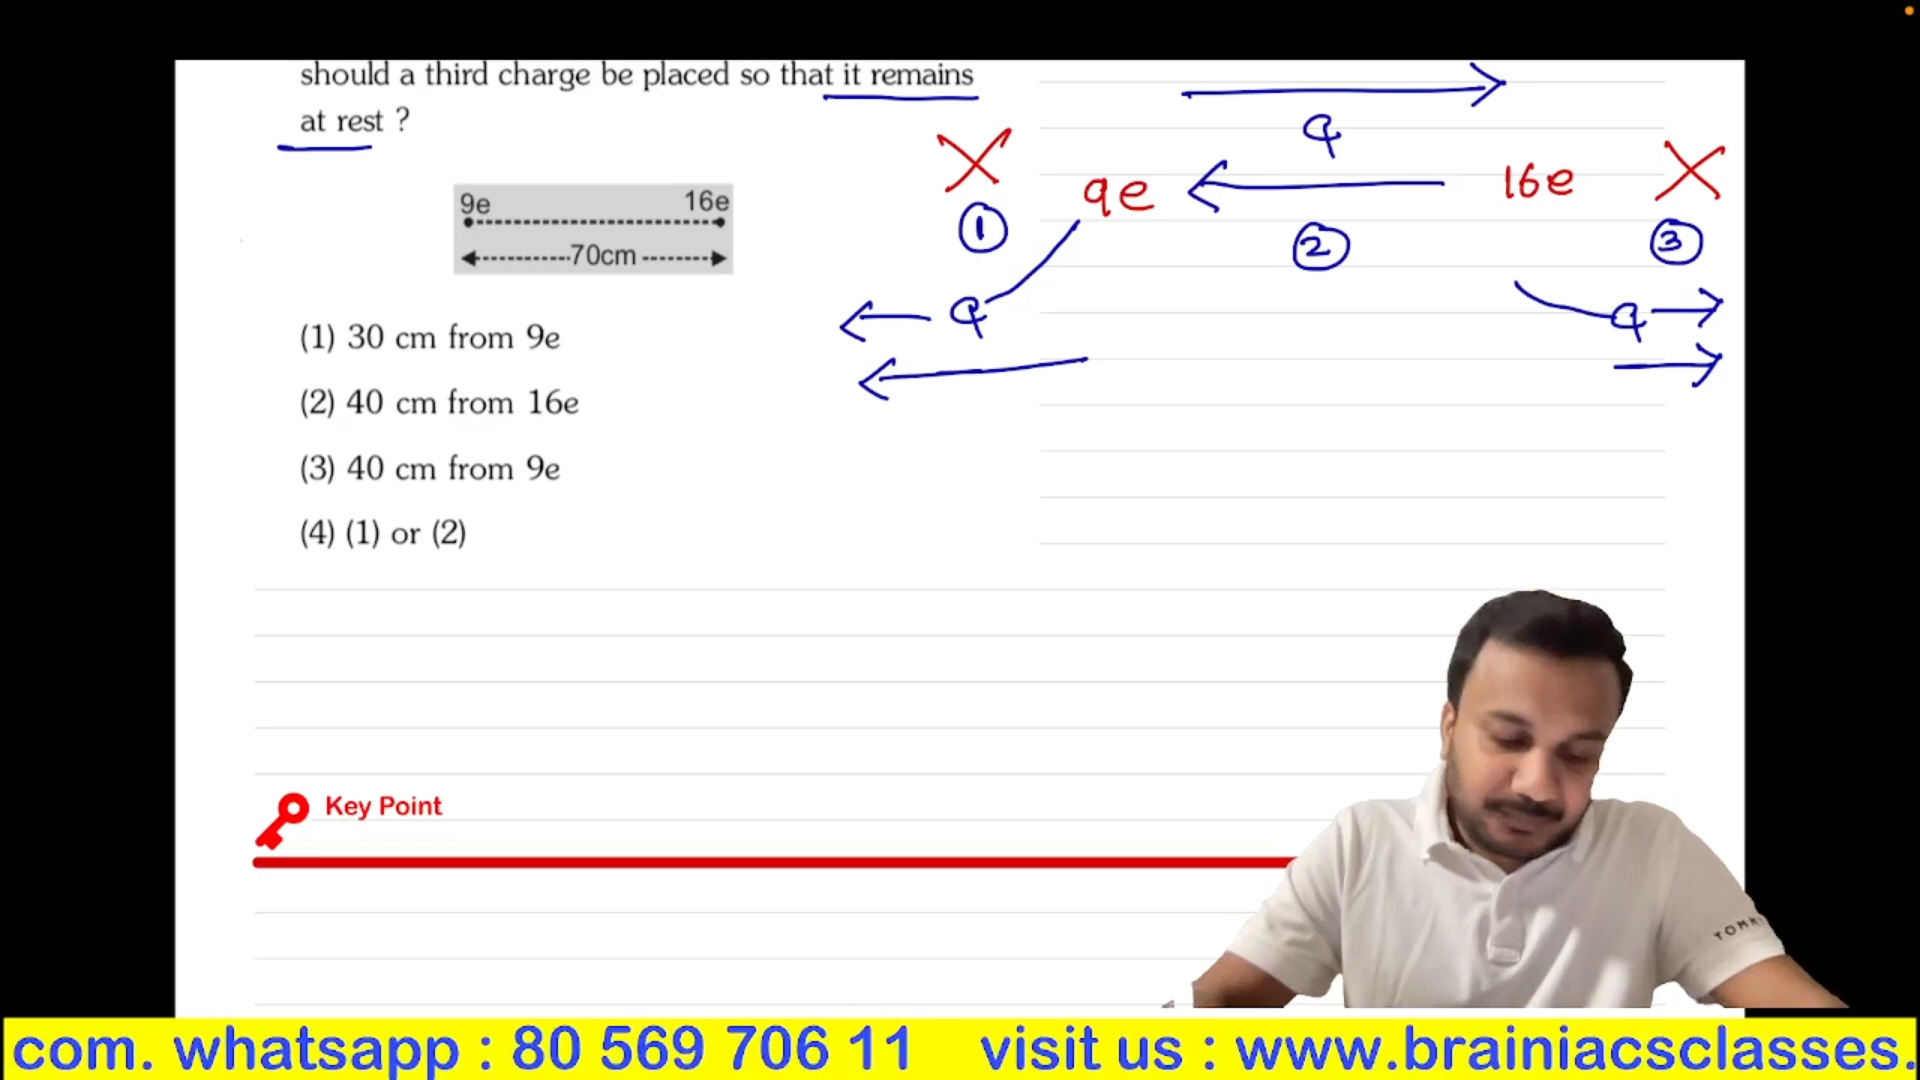 should a third charge be placed so that it remains
at rest ?
9e 16e
70cm
(1) 30 cm from 9e
(2) 40 cm from 16e
(3) 40 cm from 9e
(4) (1) or (2)
q
9e 16e
1 2 3
q q
Key Point
TOMM
com. whatsapp : 80 569 706 11 visit us : www.brainiacsclasses.